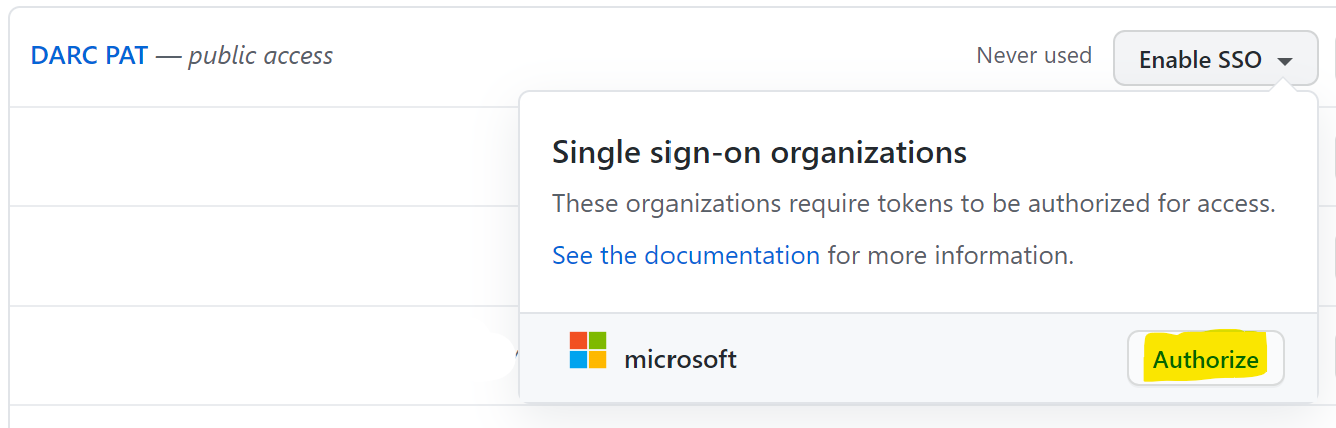 DARC PAT — public access
Never used
Enable SSO
Single sign-on organizations
These organizations require tokens to be authorized for access.
See the documentation for more information.
microsoft
Authorize